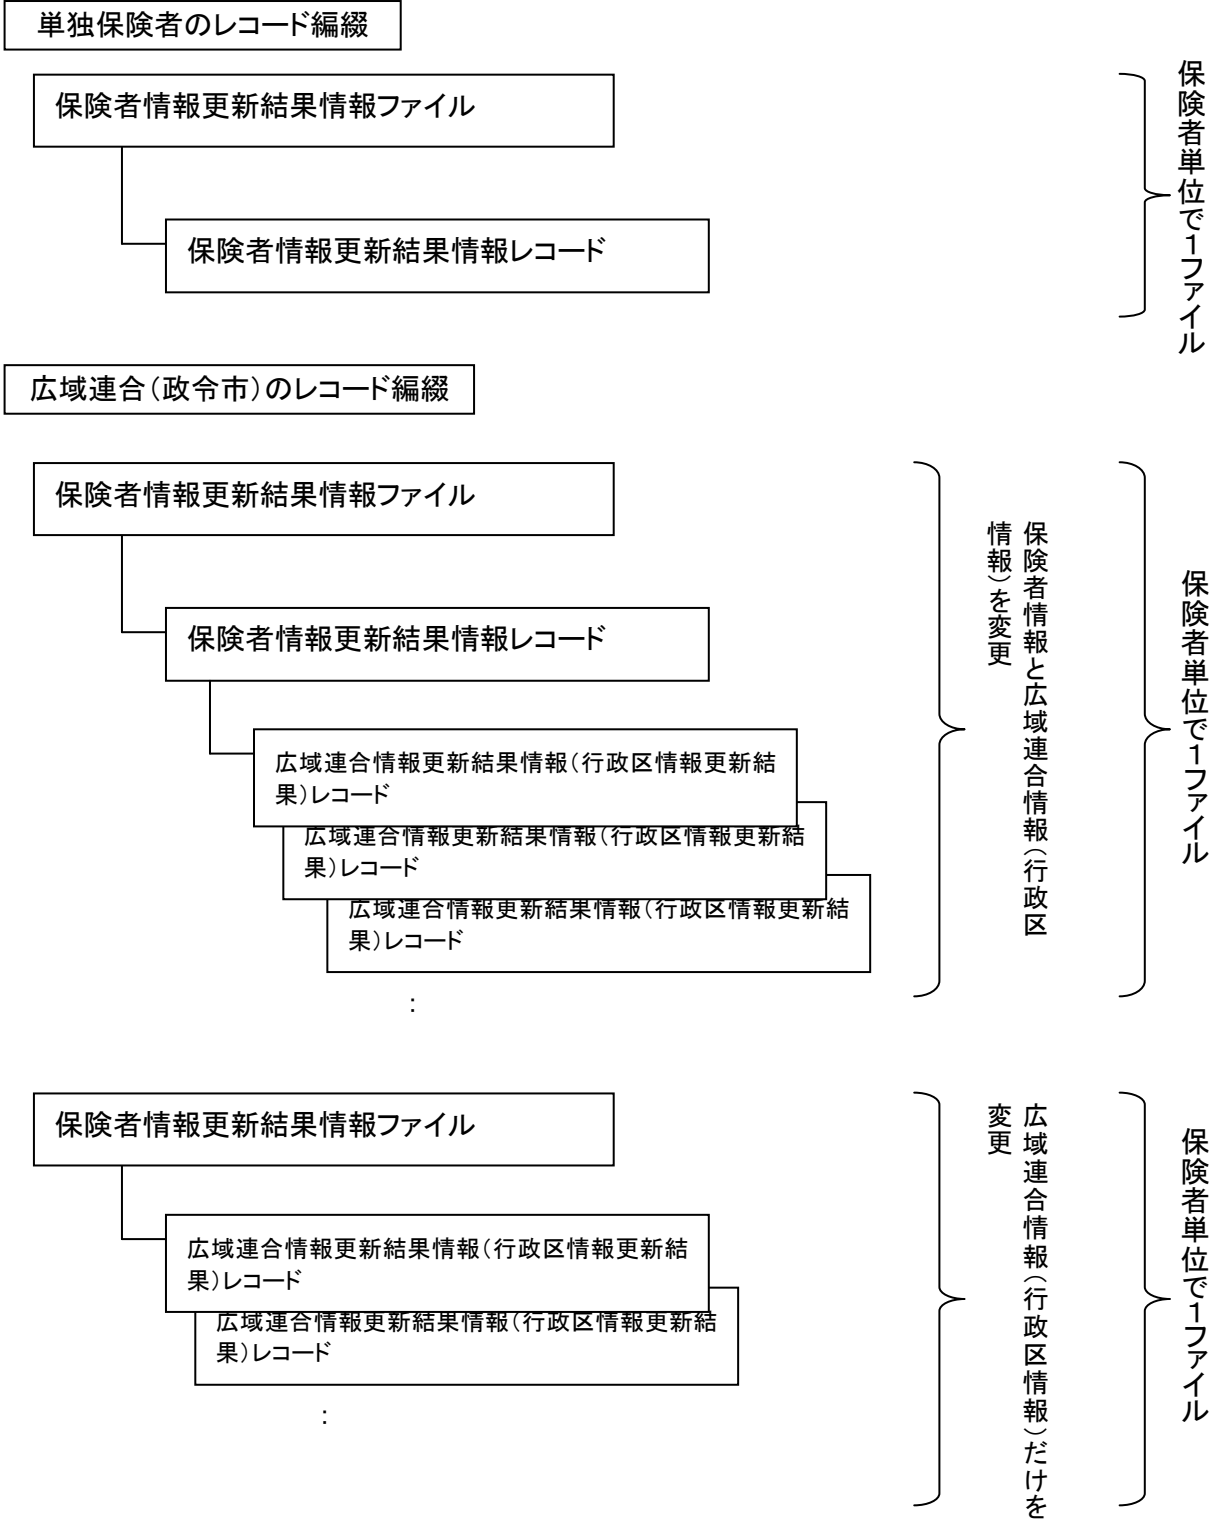 単独保険者のレコード編綴
保険者情報更新結果情報ファイル
保険者情報更新結果情報レコード
保険者単位で1ファイル
広域連合（政令市）のレコード編綴
保険者情報更新結果情報ファイル
保険者情報更新結果情報レコード
広域連合情報更新結果情報（行政区情報更新結
果）レコード
広域連合情報更新結果情報（行政区情報更新結
果）レコード
広域連合情報更新結果情報（行政区情報更新結
果）レコード
：
保険者情報と広域連合情報（行政区
情報）を変更
保険者単位で1ファイル
保険者情報更新結果情報ファイル
広域連合情報更新結果情報（行政区情報更新結
果）レコード
広域連合情報更新結果情報（行政区情報更新結
果）レコード
：
広域連合情報（行政区情報）だけを
変更
保険者単位で1ファイル